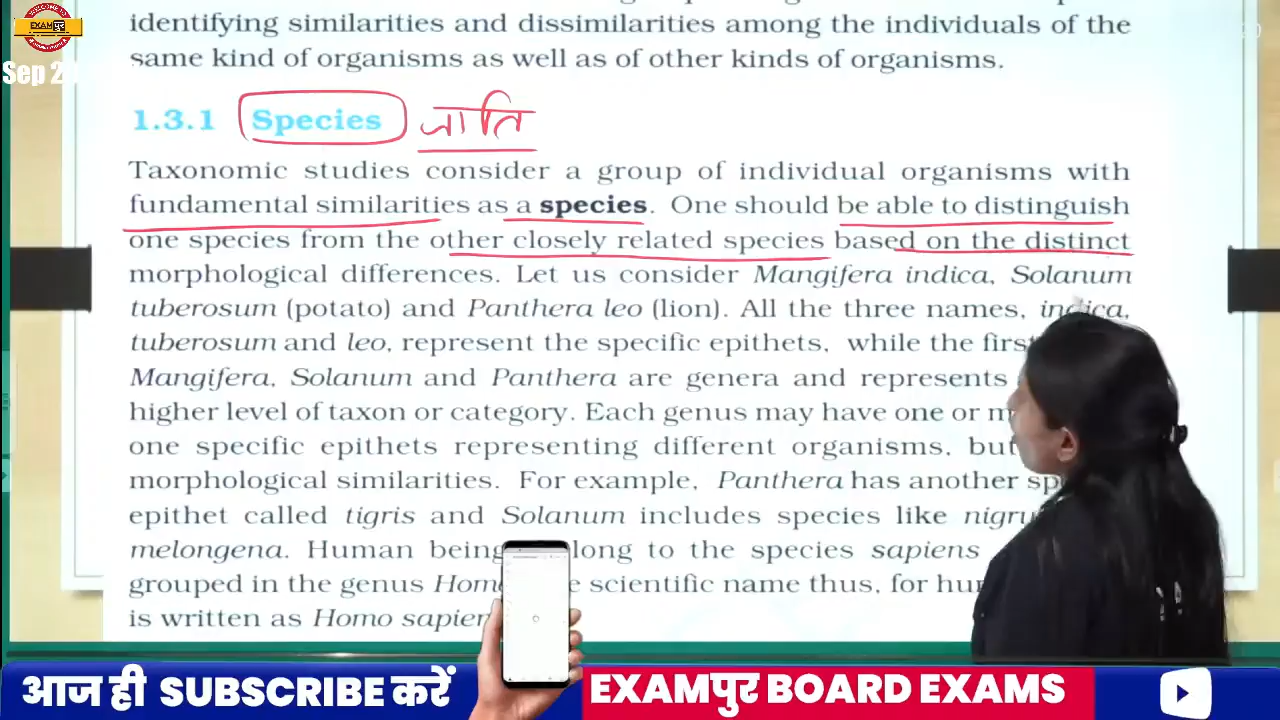 WELCOME TO
EXAMपुर
Sep 2
identifying similarities and dissimilarities among the individuals of the
same kind of organisms as well as of other kinds of organisms.
1.3.1 Species जाति
Taxonomic studies consider a group of individual organisms with
fundamental similarities as a species. One should be able to distinguish
one species from the other closely related species based on the distinct
morphological differences. Let us consider Mangifera indica, Solanum
tuberosum (potato) and Panthera leo (lion). All the three names, indica,
tuberosum and leo, represent the specific epithets, while the first
Mangifera, Solanum and Panthera are genera and represents
higher level of taxon or category. Each genus may have one or
one specific epithets representing different organisms, but
morphological similarities. For example, Panthera has another
epithet called tigris and Solanum includes species like
melongena. Human being long to the species sapiens
grouped in the genus Homo scientific name thus, for
is written as Homo sapien
आज ही SUBSCRIBE करें
EXAMपुर BOARD EXAMS